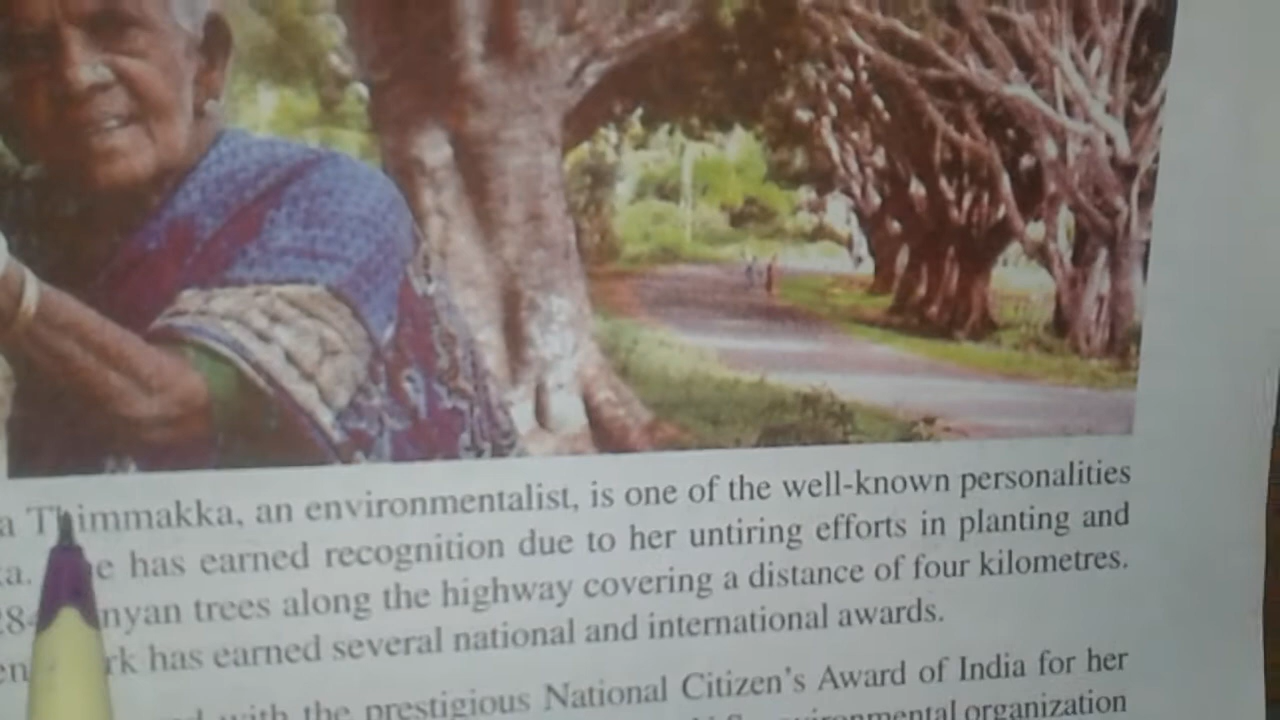 a Thimmakka, an environmentalist, is one of the well-known personalities
has earned recognition due to her untiring efforts in planting and
trees along the highway covering a distance of four kilometres.
has earned several national and international awards.
with the prestigious National Citizen's Award of India for her
environmental organization